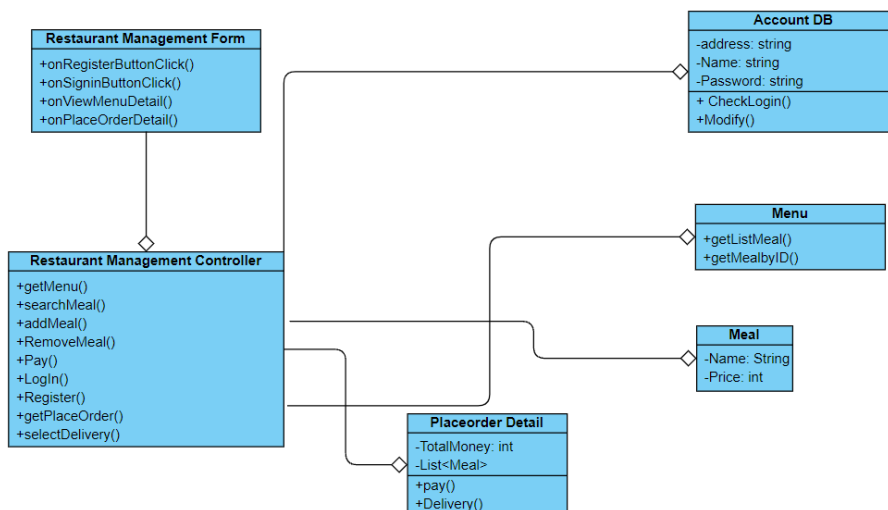 Restaurant Management Form
+onRegisterButtonClick()
+onSigninButtonClick()
+onViewMenuDetail()
+onPlaceOrderDetail()
Account DB
-address: string
-Name: string
-Password: string
+ CheckLogin()
+Modify()
Restaurant Management Controller
+getMenu()
+searchMeal()
+addMeal()
+RemoveMeal()
+Pay()
+LogIn()
+Register()
+getPlaceOrder()
+selectDelivery()
Menu
+getListMeal()
+getMealbyID()
Meal
-Name: String
-Price: int
Placeorder Detail
-TotalMoney: int
-List<Meal>
+pay()
+Delivery()